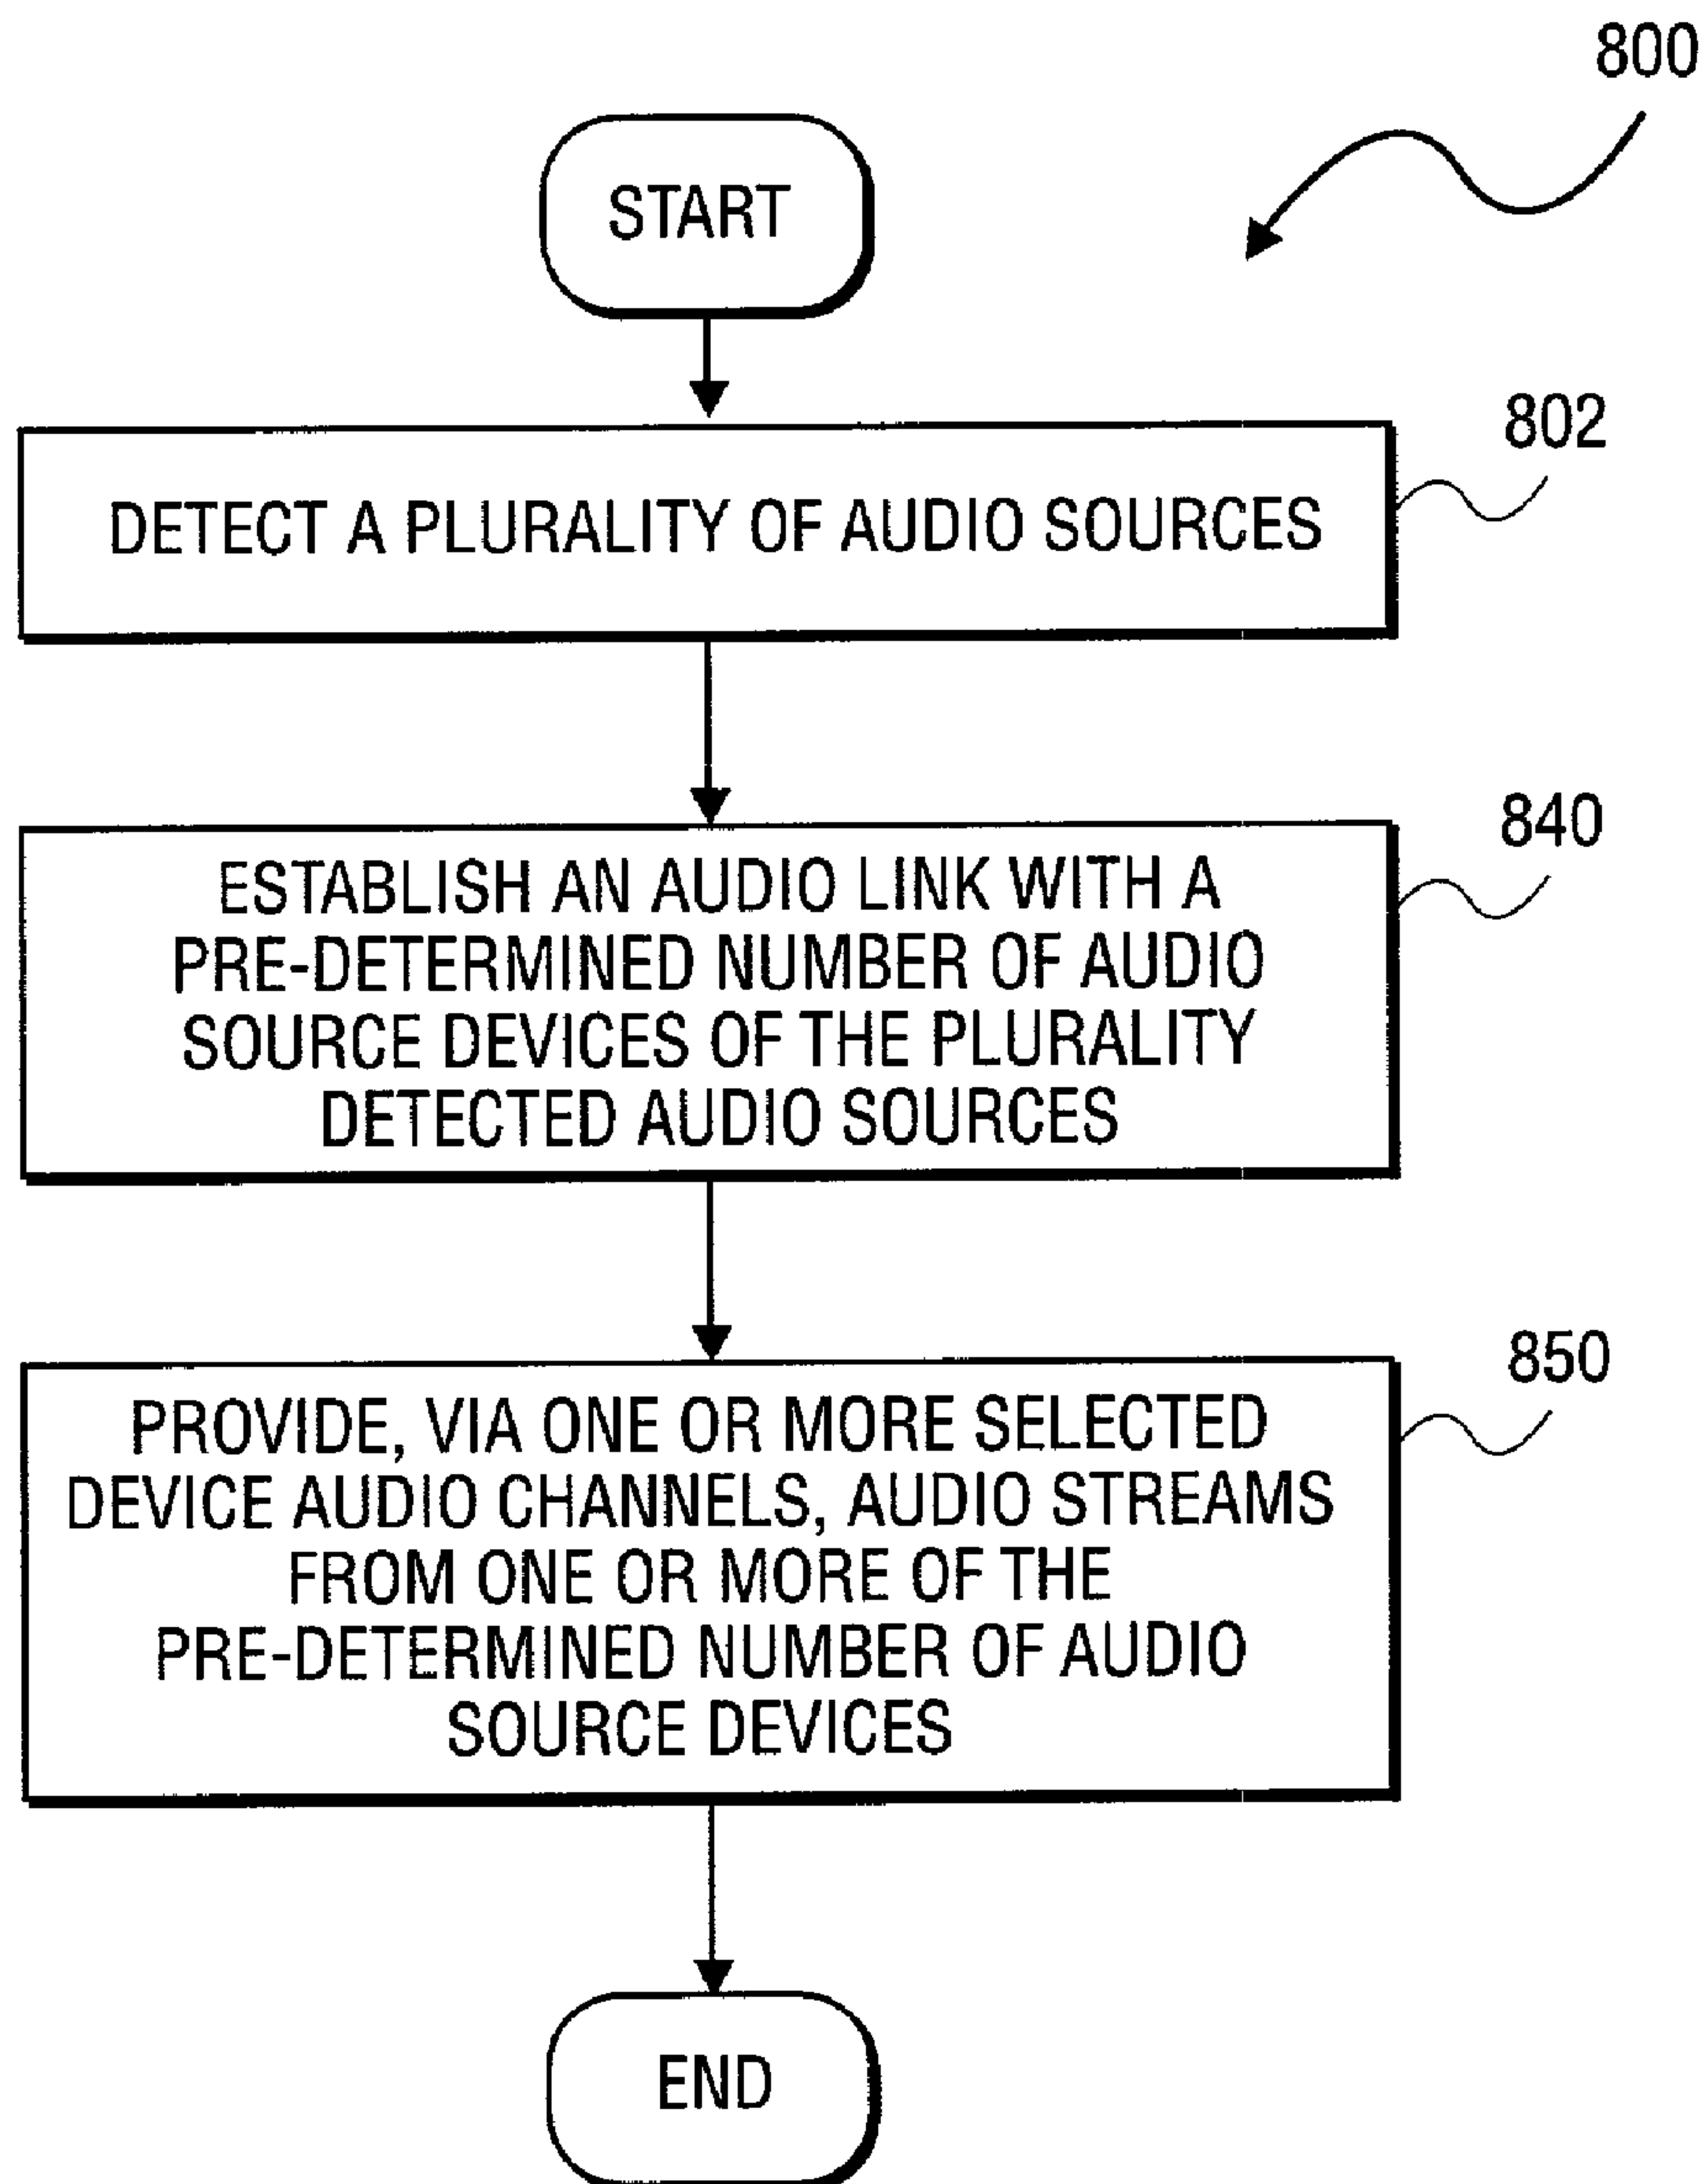 800
START
802
DETECT A PLURALITY OF AUDIO SOURCES
840
ESTABLISH AN AUDIO LINK WITH A
PRE-DETERMINED NUMBER OF AUDIO
SOURCE DEVICES OF THE PLURALITY
DETECTED AUDIO SOURCES
850
PROVIDE, VIA ONE OR MORE SELECTED
DEVICE AUDIO CHANNELS, AUDIO STREAMS
FROM ONE OR MORE OF THE
PRE-DETERMINED NUMBER OF AUDIO
SOURCE DEVICES
END